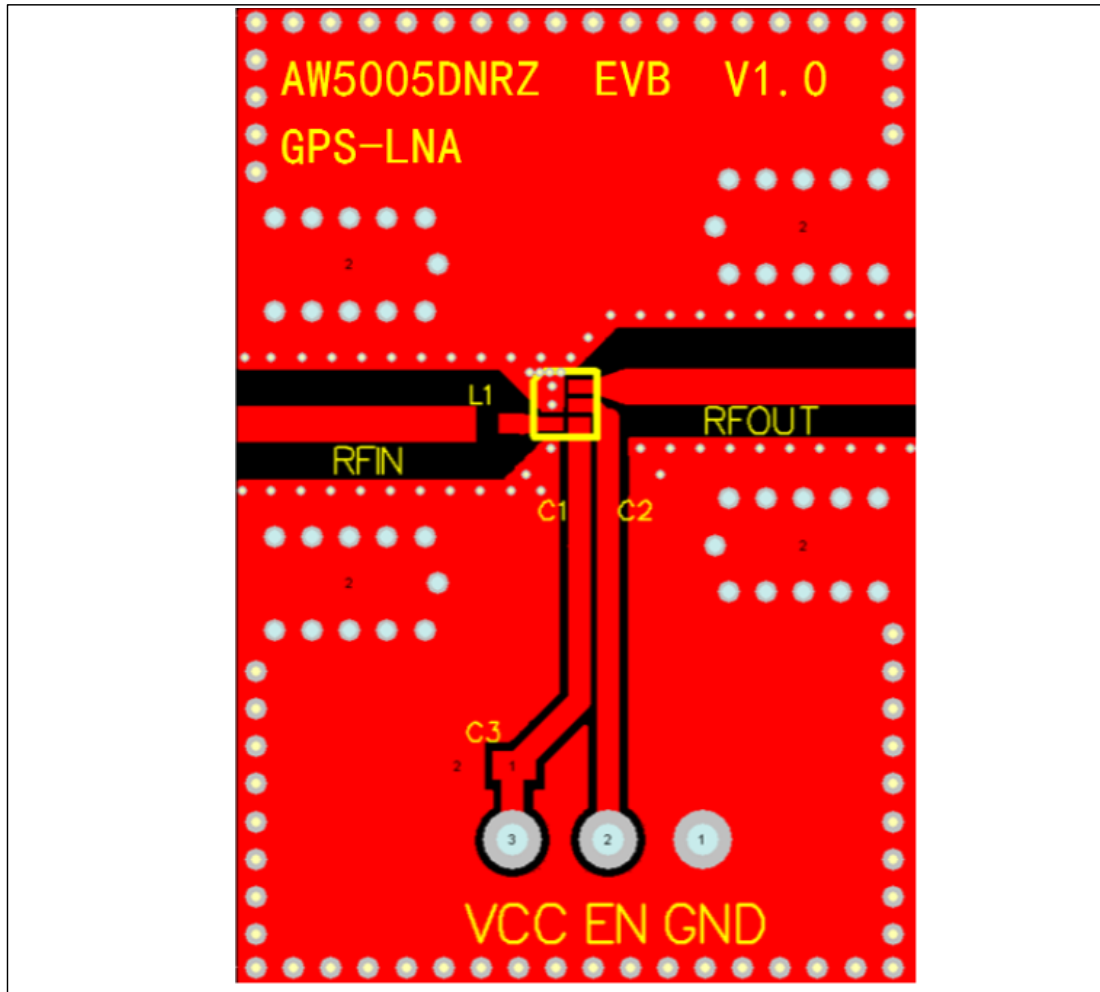 AW5005DNRZ EVB V1.0
GPS-LNA
2
2
L1
RFOUT
RFIN
C1 C2
2
2
C3
2 1
3 2 1
VCC EN GND